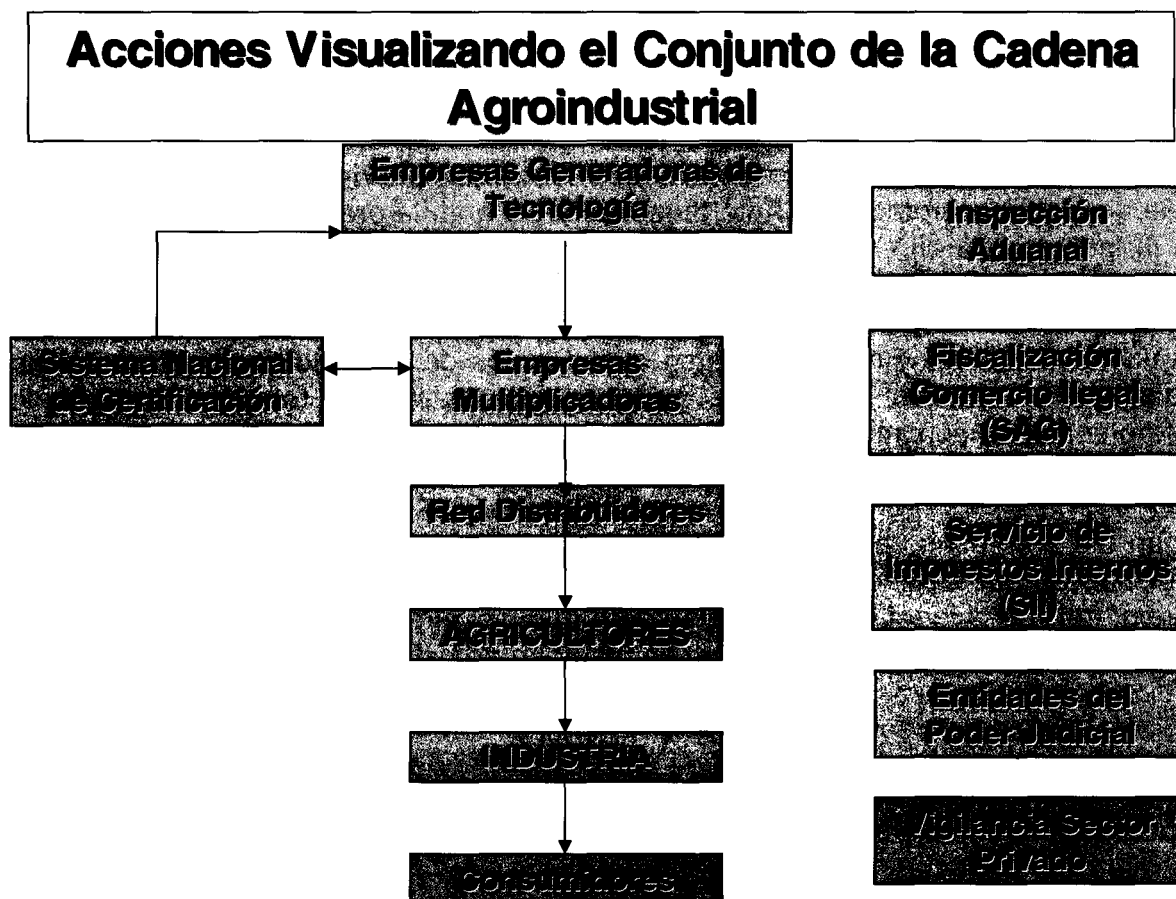 Acciones Visualizando el Conjunto de la Cadena
Agroindustrial
Empresas Generadoras de
Tecnología
Sistema Nacional
de Certificación
Empresas
Multiplicadoras
Red Distribuidores
AGRICULTORES
INDUSTRIA
Consumidores
Inspección
Aduanal
Fiscalización
Comercio Ilegal
(SAG)
Servicio de
Impuestos Internos
(SII)
Entidades del
Poder Judicial
Vigilancia Sector
Privado